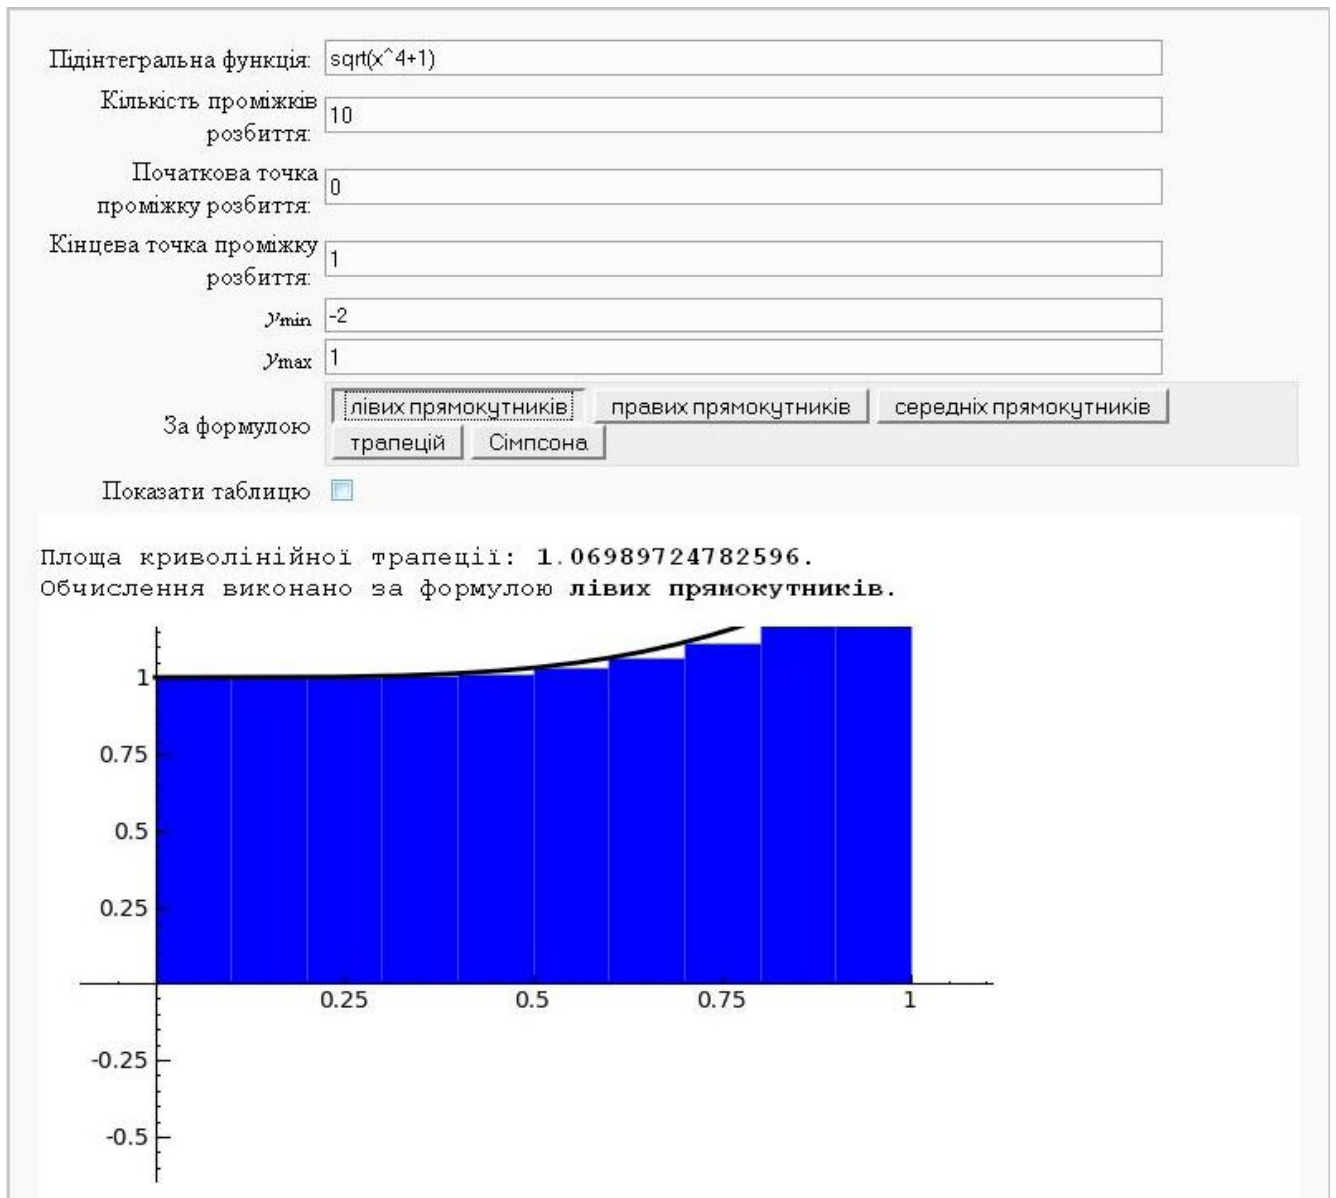 Підінтегральна функція: sqrt(x^4+1)
Кількість проміжків
розбиття: 10
Початкова точка
проміжку розбиття: 0
Кінцева точка проміжку
розбиття: 1
ymin -2
ymax 1
За формулою лівих прямокутників правих прямокутників середніх прямокутників
трапецій Сімпсона
Показати таблицю
Площа криволінійної трапеції: 1.06989724782596.
Обчислення виконано за формулою лівих прямокутників.
1
0.75
0.5
0.25
0.25 0.5 0.75 1
-0.25
-0.5